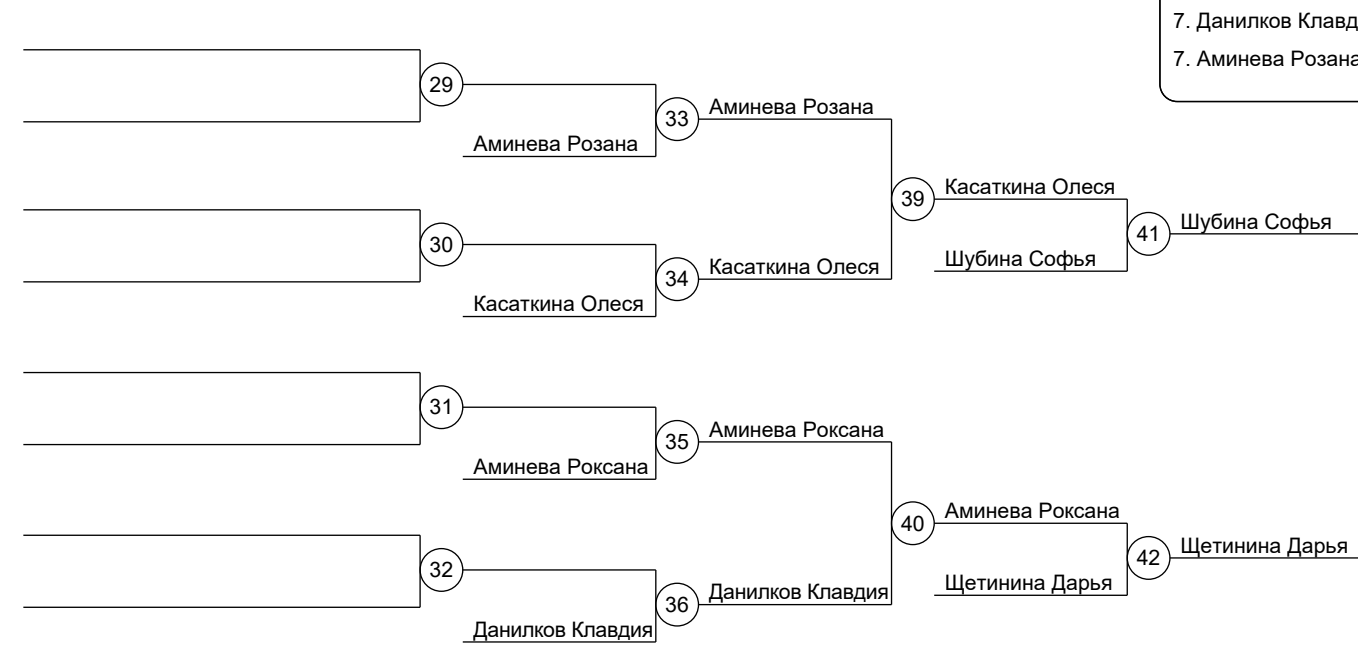 7. Данилков Клавд
7. Аминева Розана
29
Аминева Розана
33
Аминева Розана
30
Касаткина Олеся
34
Касаткина Олеся
39
Касаткина Олеся
Шубина Софья
41
Шубина Софья
31
Аминева Роксана
35
Аминева Роксана
32
Данилков Клавдия
36
Данилков Клавдия
40
Аминева Роксана
Щетинина Дарья
42
Щетинина Дарья